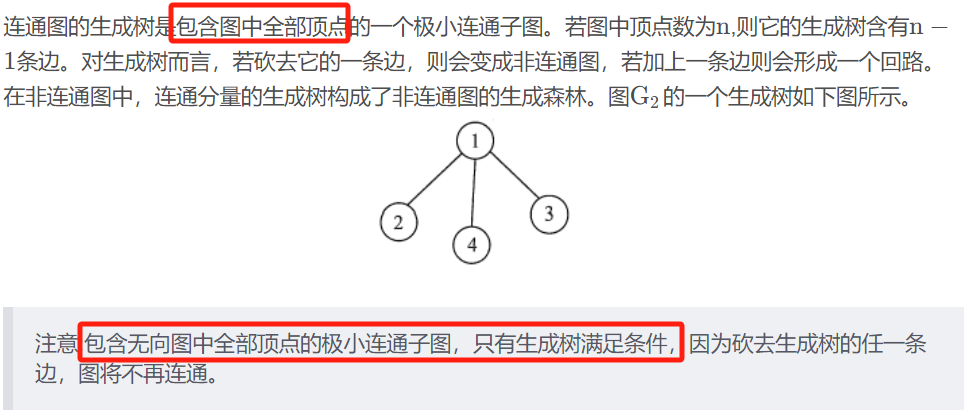 连通图的生成树是包含图中全部顶点的一个极小连通子图。若图中顶点数为n,则它的生成树含有n −
1条边。对生成树而言，若砍去它的一条边，则会变成非连通图，若加上一条边则会形成一个回路。
在非连通图中，连通分量的生成树构成了非连通图的生成森林。图G₂的一个生成树如下图所示。
1
2
3
4
注意:包含无向图中全部顶点的极小连通子图，只有生成树满足条件，因为砍去生成树的任一条
边，图将不再连通。